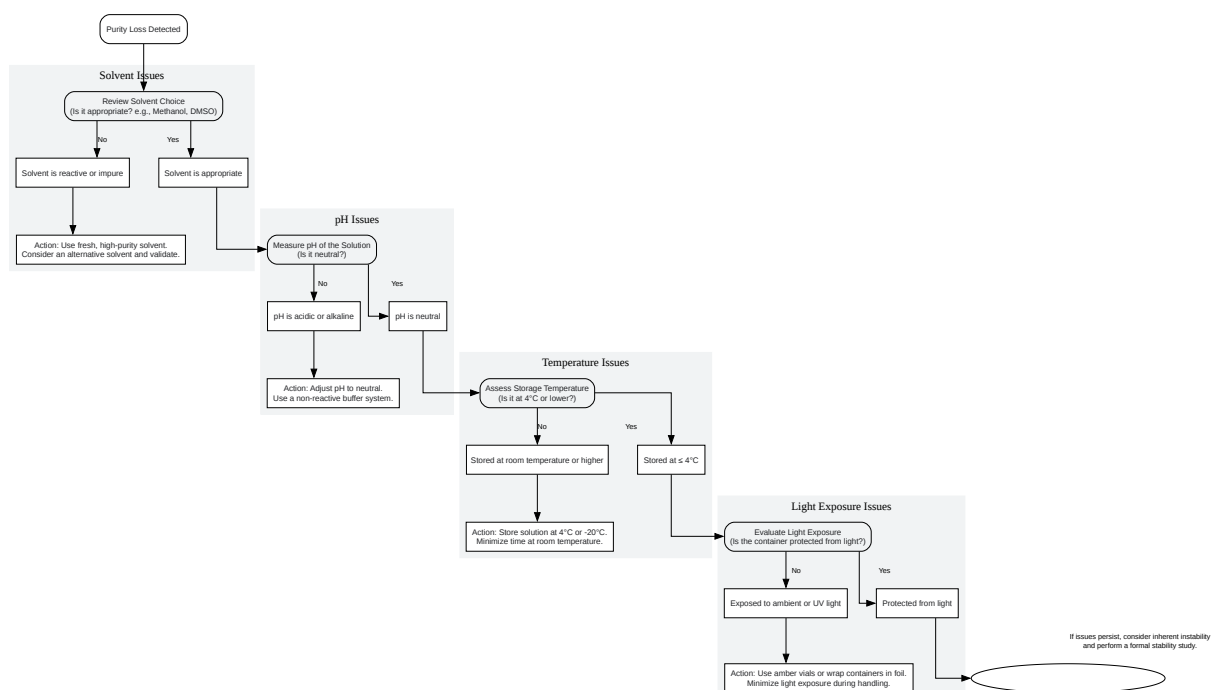 Purity Loss Detected
Solvent Issues
Review Solvent Choice
(Is it appropriate? e.g., Methanol, DMSO)
No
Yes
Solvent is reactive or impure
Solvent is appropriate
Action: Use fresh, high-purity solvent.
Consider an alternative solvent and validate.
pH Issues
Measure pH of the Solution
(Is it neutral?)
No
Yes
pH is acidic or alkaline
pH is neutral
Action: Adjust pH to neutral.
Use a non-reactive buffer system.
Temperature Issues
Assess Storage Temperature
(Is it at 4°C or lower?)
No
Yes
Stored at room temperature or higher
Stored at ≤ 4°C
Action: Store solution at 4°C or -20°C.
Minimize time at room temperature.
Light Exposure Issues
Evaluate Light Exposure
(Is the container protected from light?)
No
Yes
Exposed to ambient or UV light
Protected from light
Action: Use amber vials or wrap containers in foil.
Minimize light exposure during handling.
If issues persist, consider inherent instability
and perform a formal stability study.